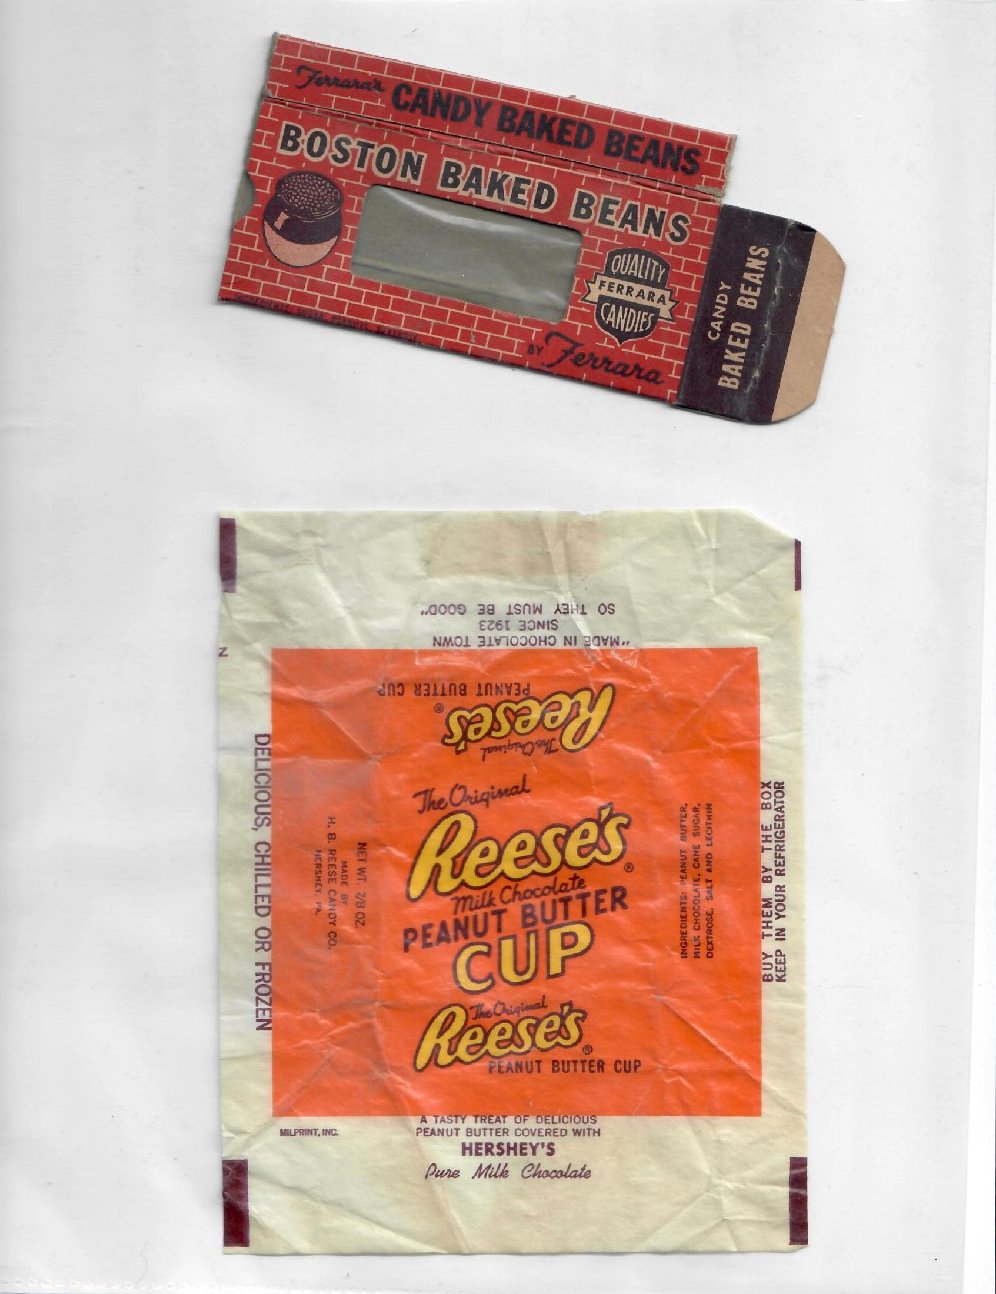 Ferrara's CANDY BAKED BEANS
BOSTON BAKED BEANS
QUALITY
FERRARA
CANDIES
BY Ferrara
CANDY
BAKED BEANS
"MADE IN CHOCOLATE TOWN
SINCE 1923
SO THEY MUST BE GOOD"
Z
The Original
Reese's®
PEANUT BUTTER CUP
DELICIOUS, CHILLED OR FROZEN
NET WT. 7/8 OZ.
MADE BY
H. B. REESE CANDY CO.
HERSHEY, PA.
The Original
Reese's®
Milk Chocolate
PEANUT BUTTER
CUP
The Original
Reese's®
PEANUT BUTTER CUP
INGREDIENTS: PEANUT BUTTER,
MILK CHOCOLATE, CANE SUGAR,
DEXTROSE, SALT AND LECITHIN
BUY THEM BY THE BOX
KEEP IN YOUR REFRIGERATOR
MILPRINT, INC.
A TASTY TREAT OF DELICIOUS
PEANUT BUTTER COVERED WITH
HERSHEY'S
Pure Milk Chocolate